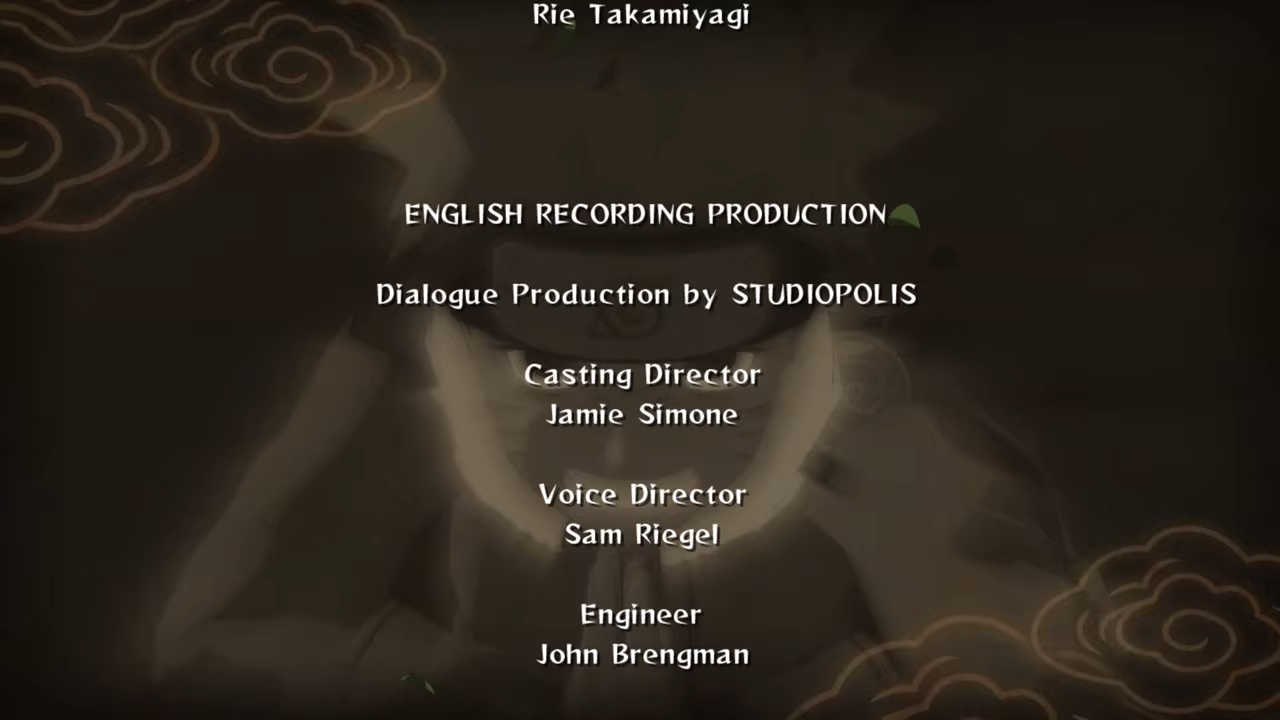 Rie Takamiyagi
ENGLISH RECORDING PRODUCTION
Dialogue Production by STUDIOPOLIS
Casting Director
Jamie Simone
Voice Director
Sam Riegel
Engineer
John Brengman